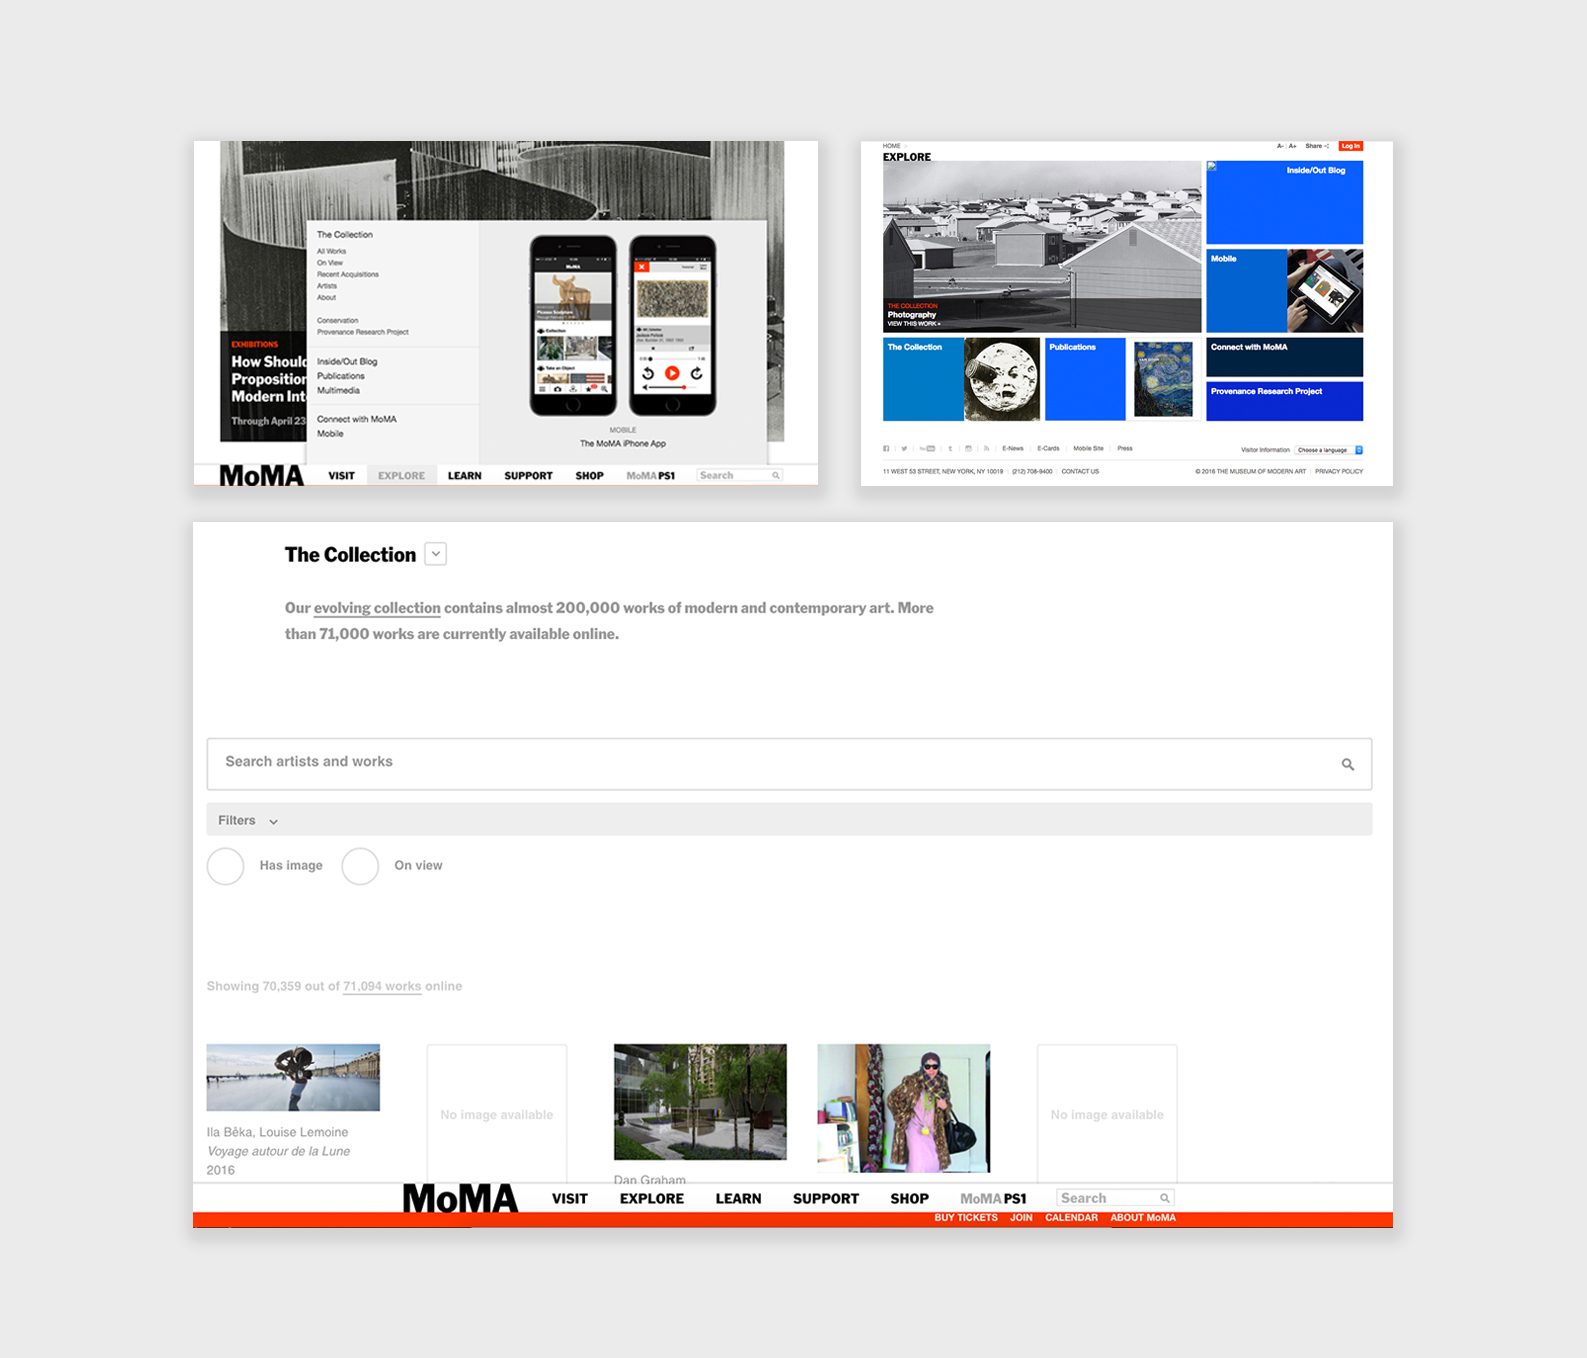 The Collection
All Works
On View
Recent Acquisitions
Artists
About
Conservation
Provenance Research Project
Inside/Out Blog
Publications
Multimedia
Connect with MoMA
Mobile
EXHIBITIONS
How Should
Proposition
Modern Int
Through April 23
MoMA
Collection
Take an Object
MOBILE
The MoMA iPhone App
MoMA
VISIT
EXPLORE
LEARN
SUPPORT
SHOP
MoMAPS1
Search
HOME
A- A+ Share Log In
EXPLORE
THE COLLECTION
Photography
VIEW THIS WORK
Inside/Out Blog
Mobile
The Collection
Publications
Connect with MoMA
Provenance Research Project
You Tube
E-News
E-Cards
Mobile Site
Press
Visitor Information
Choose a language
11 WEST 53 STREET, NEW YORK, NY 10019 | (212) 708-9400 | CONTACT US
© 2016 THE MUSEUM OF MODERN ART | PRIVACY POLICY
The Collection
Our evolving collection contains almost 200,000 works of modern and contemporary art. More
than 71,000 works are currently available online.
Search artists and works
Filters
Has image
On view
Showing 70,359 out of 71,094 works online
Ila Bêka, Louise Lemoine
Voyage autour de la Lune
2016
No image available
Dan Graham
No image available
MoMA
VISIT
EXPLORE
LEARN
SUPPORT
SHOP
MoMAPS1
Search
BUY TICKETS
JOIN
CALENDAR
ABOUT MoMA